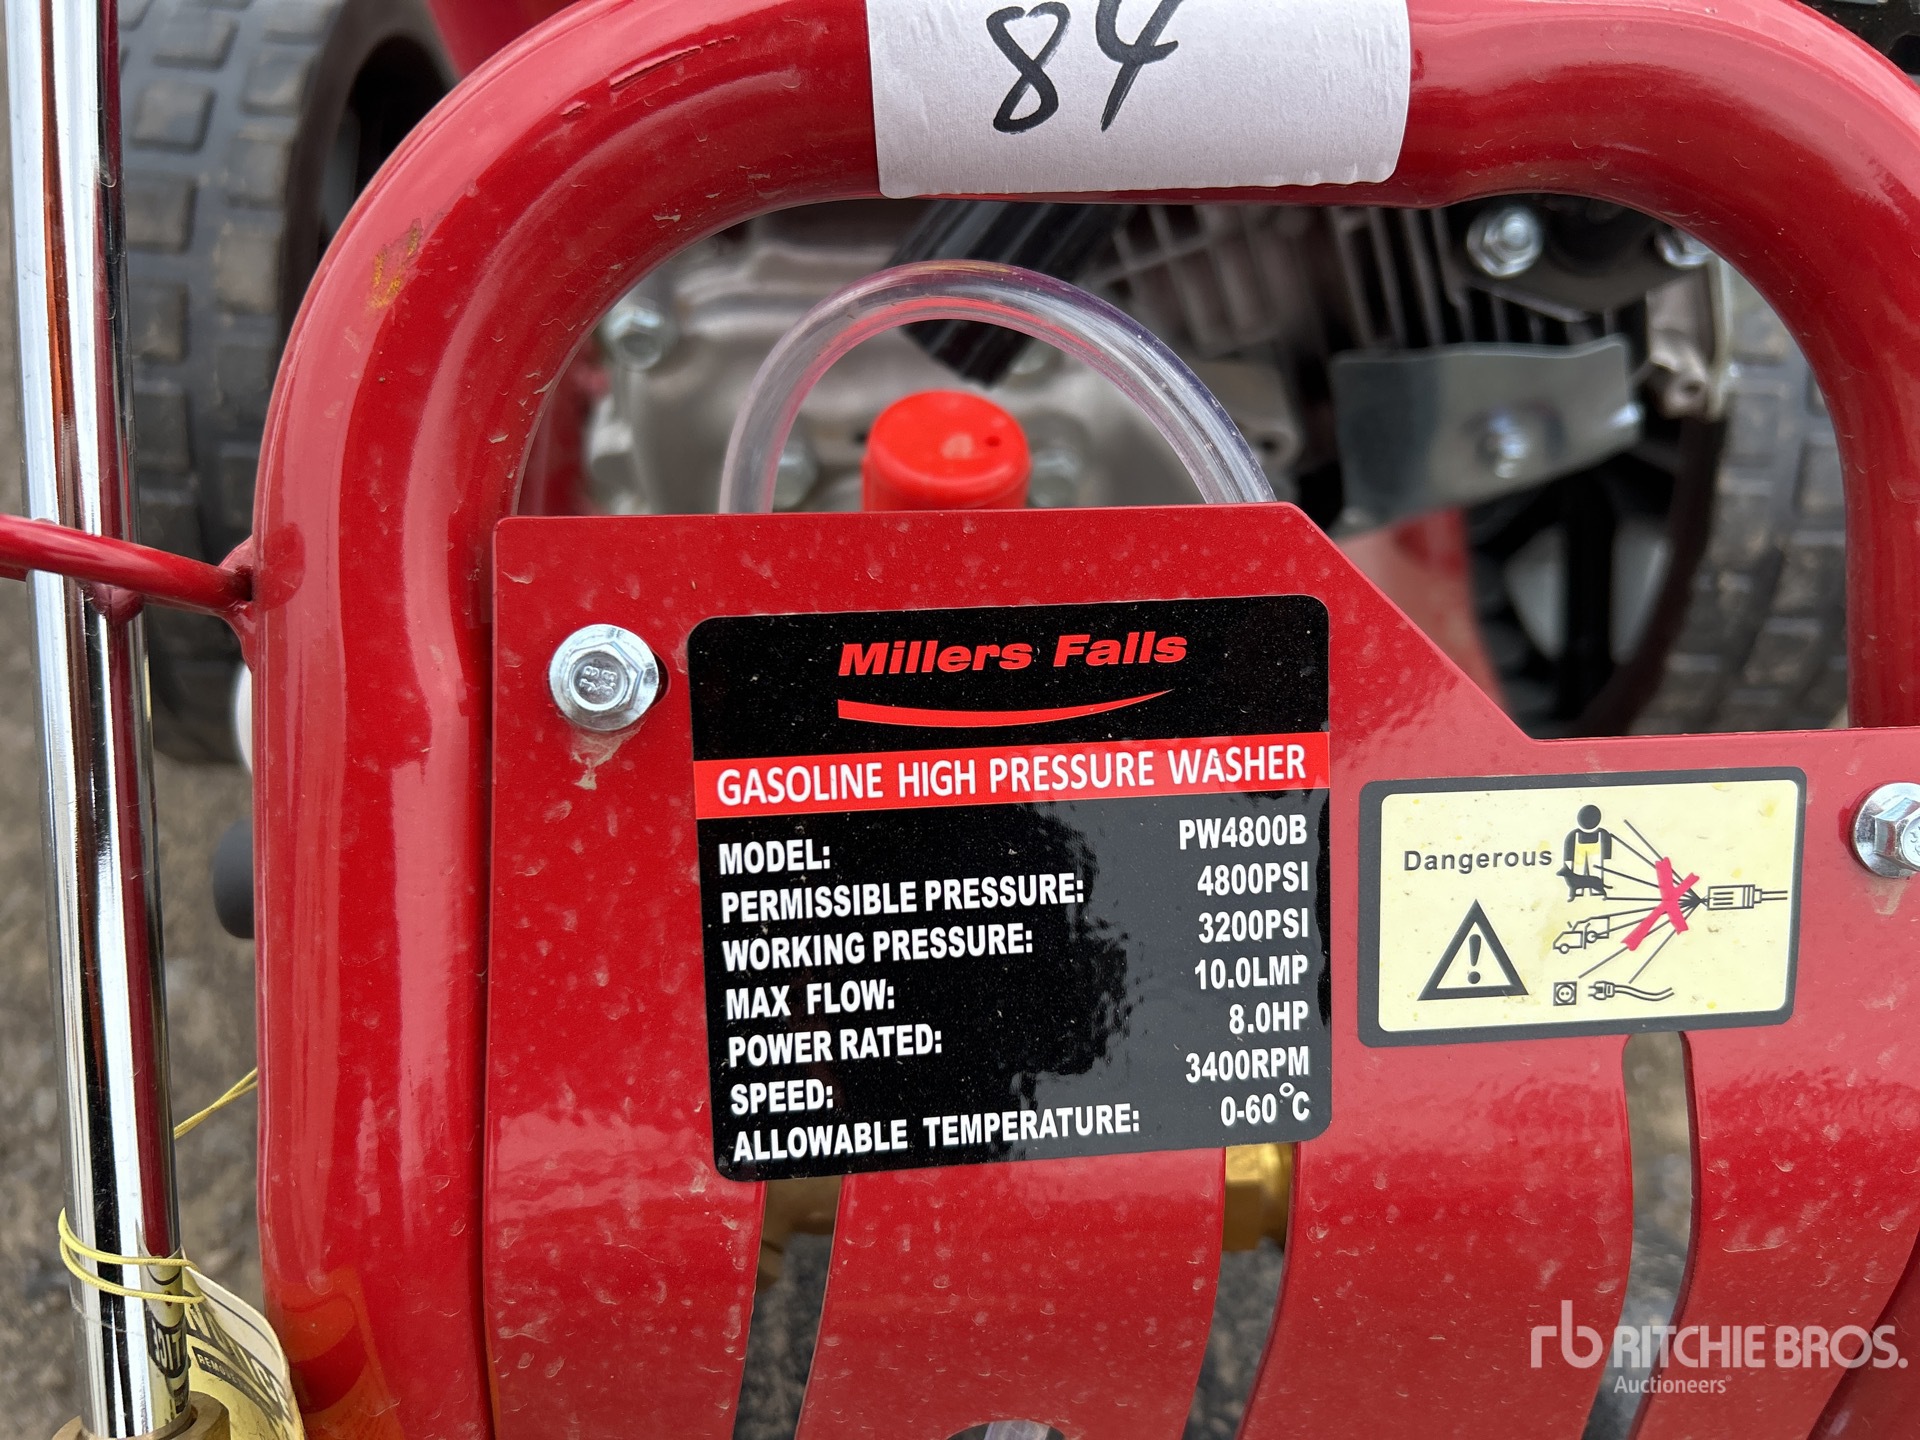 84
Millers Falls
GASOLINE HIGH PRESSURE WASHER
MODEL: PW4800B
PERMISSIBLE PRESSURE: 4800PSI
WORKING PRESSURE: 3200PSI
MAX FLOW: 10.0LMP
POWER RATED: 8.0HP
SPEED: 3400RPM
ALLOWABLE TEMPERATURE: 0-60°C
Dangerous
rb RITCHIE BROS.
Auctioneers